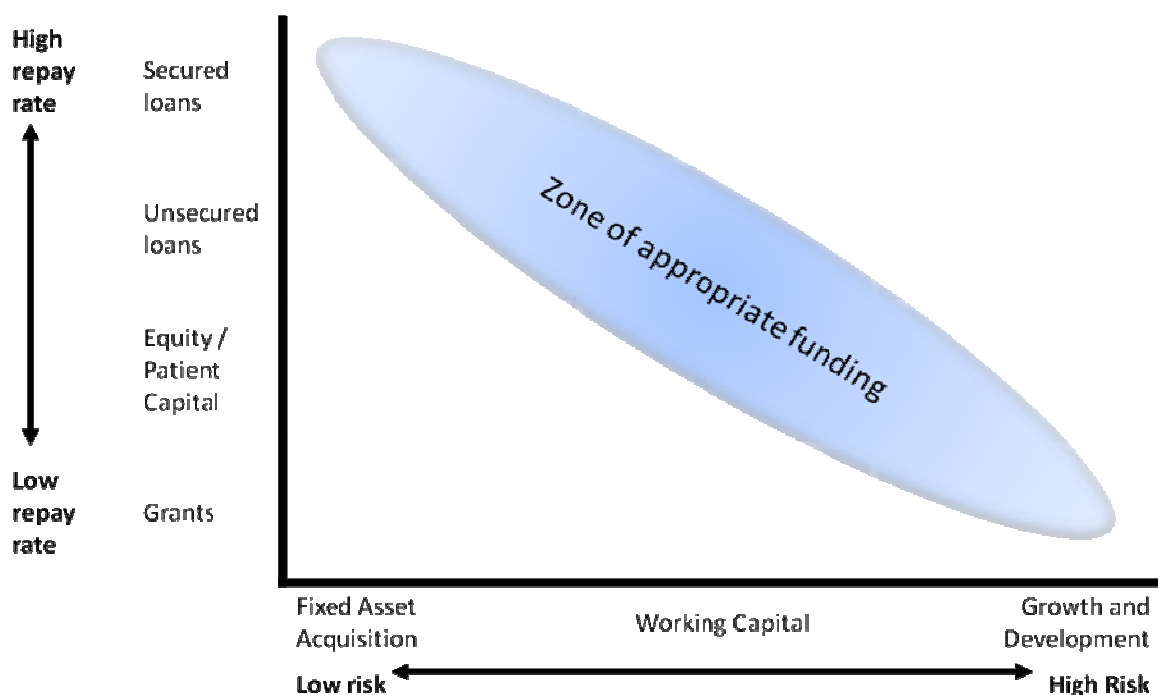 High
repay
rate
Secured
loans
Unsecured
loans
Equity /
Patient
Capital
Low
repay
rate
Grants
Zone of appropriate funding
Fixed Asset
Acquisition
Working Capital
Growth and
Development
Low risk
High Risk